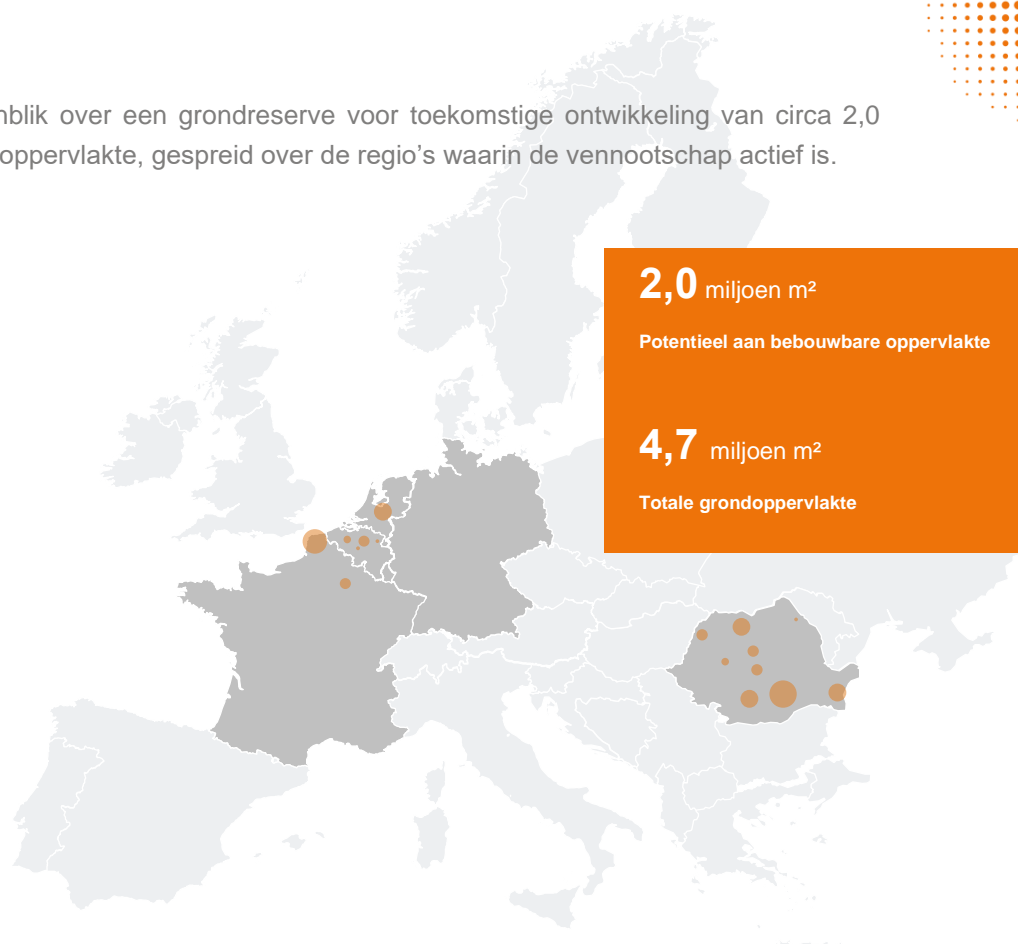 nblik over een grondreserve voor toekomstige ontwikkeling van circa 2,0
oppervlakte, gespreid over de regio’s waarin de vennootschap actief is.
2,0 miljoen m²
Potentieel aan bebouwbare oppervlakte
4,7 miljoen m²
Totale grondoppervlakte